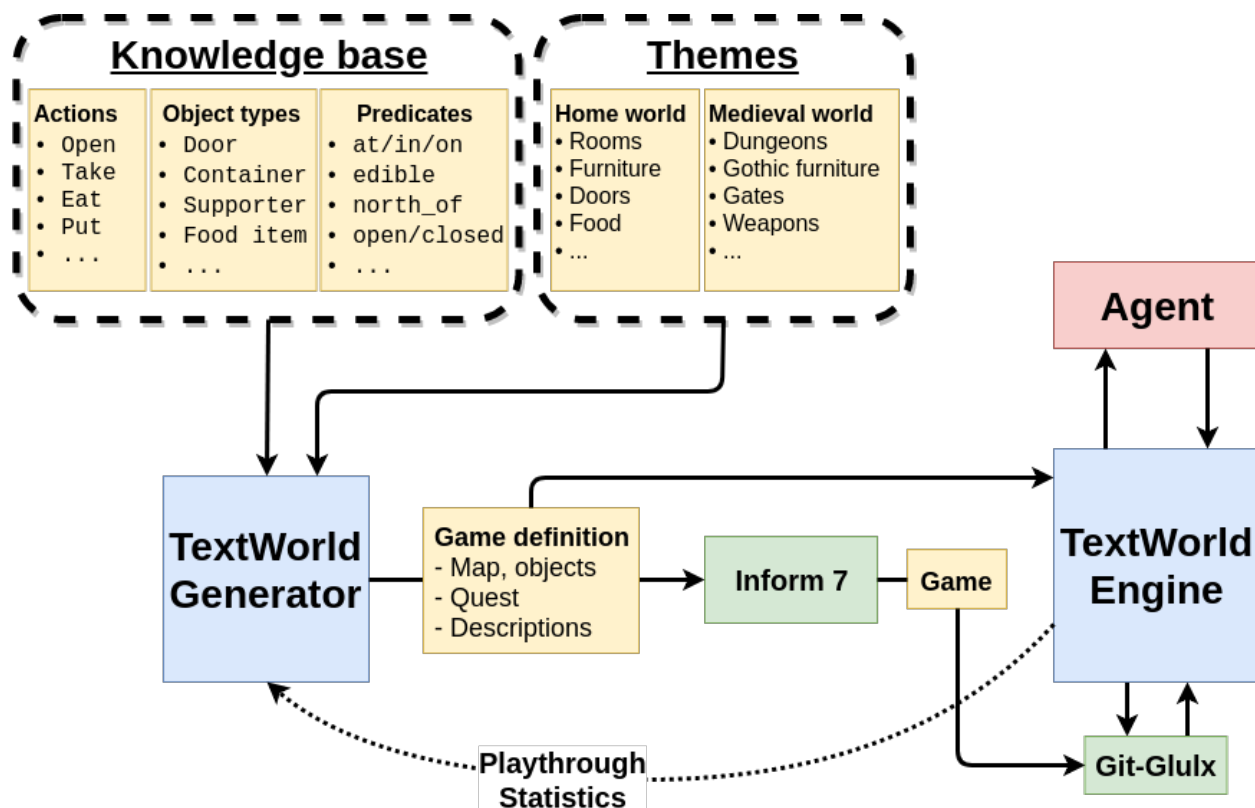 Knowledge base
Actions
• Open
• Take
• Eat
• Put
• ...
Object types
• Door
• Container
• Supporter
• Food item
• ...
Predicates
• at/in/on
• edible
• north_of
• open/closed
• ...
Themes
Home world
• Rooms
• Furniture
• Doors
• Food
• ...
Medieval world
• Dungeons
• Gothic furniture
• Gates
• Weapons
• ...
Agent
TextWorld
Generator
Game definition
- Map, objects
- Quest
- Descriptions
Inform 7
Game
TextWorld
Engine
Git-Glulx
Playthrough
Statistics